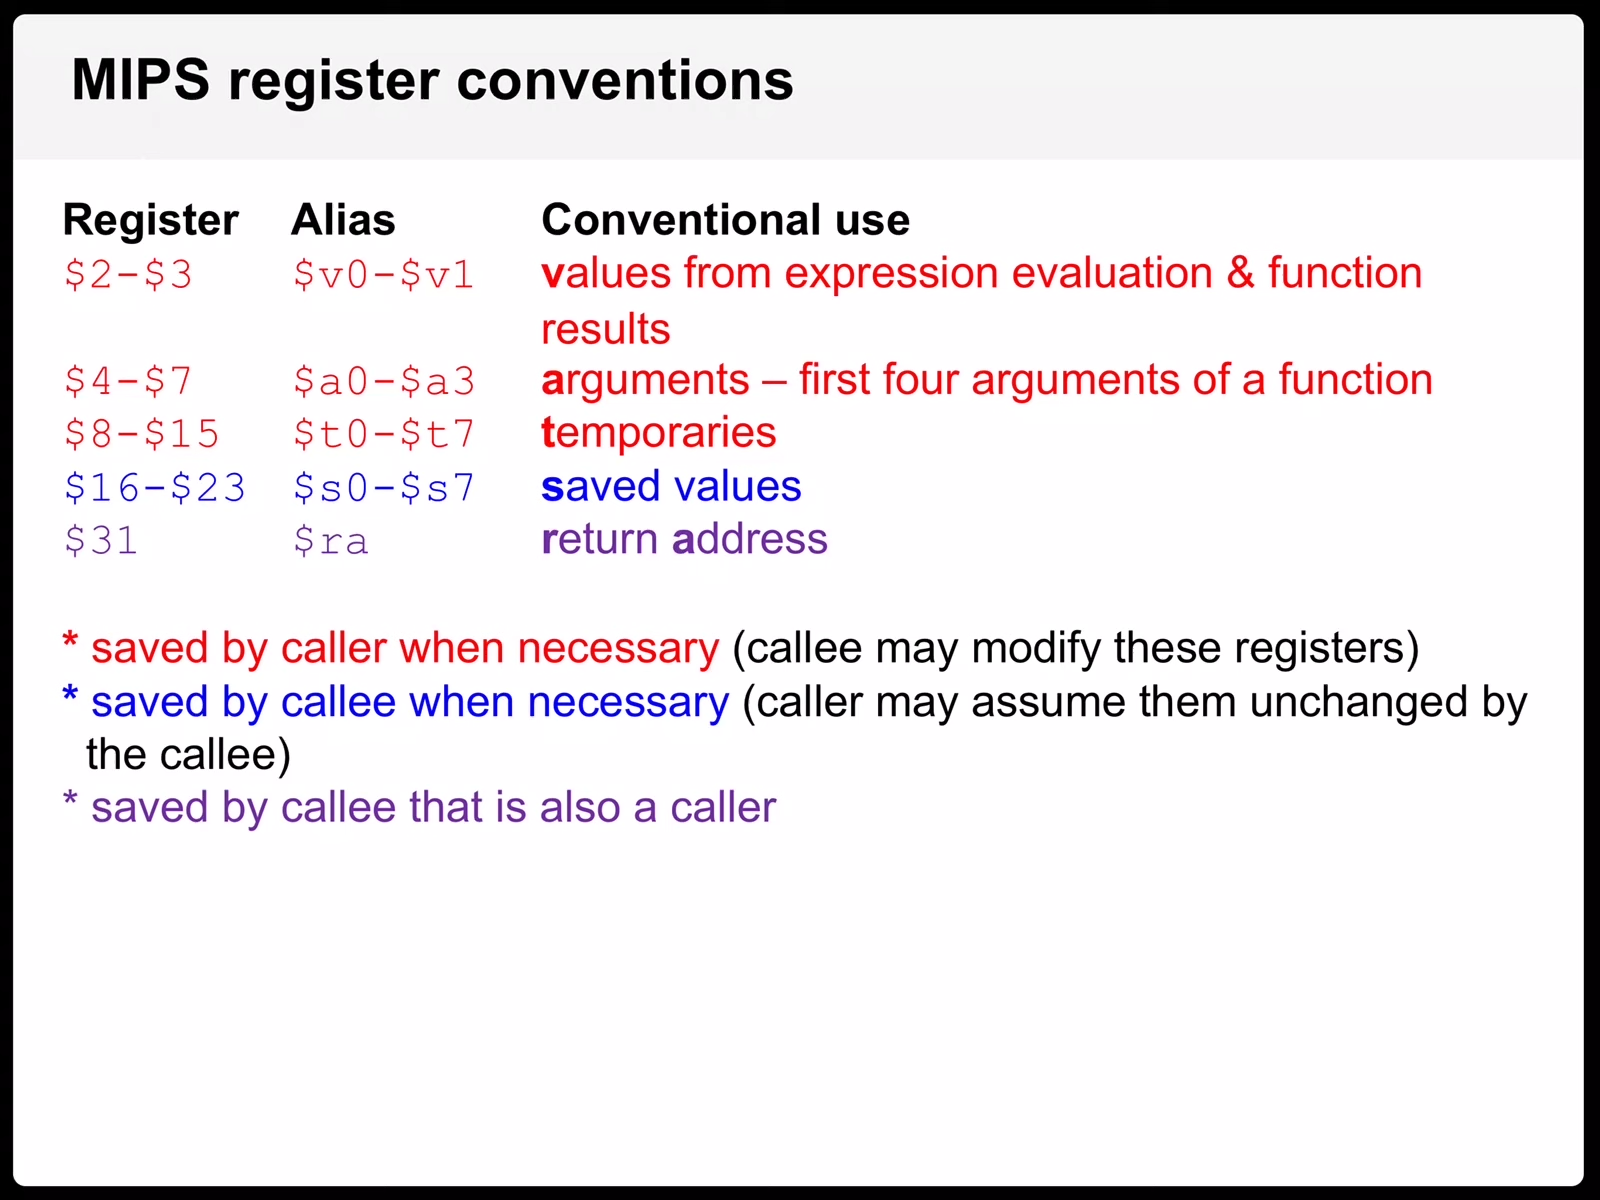 MIPS register conventions
Register Alias Conventional use
$2-$3 $v0-$v1 values from expression evaluation & function
results
$4-$7 $a0-$a3 arguments – first four arguments of a function
$8-$15 $t0-$t7 temporaries
$16-$23 $s0-$s7 saved values
$31 $ra return address
* saved by caller when necessary (callee may modify these registers)
* saved by callee when necessary (caller may assume them unchanged by
the callee)
* saved by callee that is also a caller